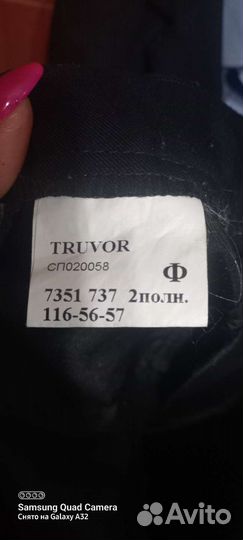 TRUVOR
СП020058
Ф
7351 737 2полн.
116-56-57
Samsung Quad Camera
Снято на Galaxy A32
Avito